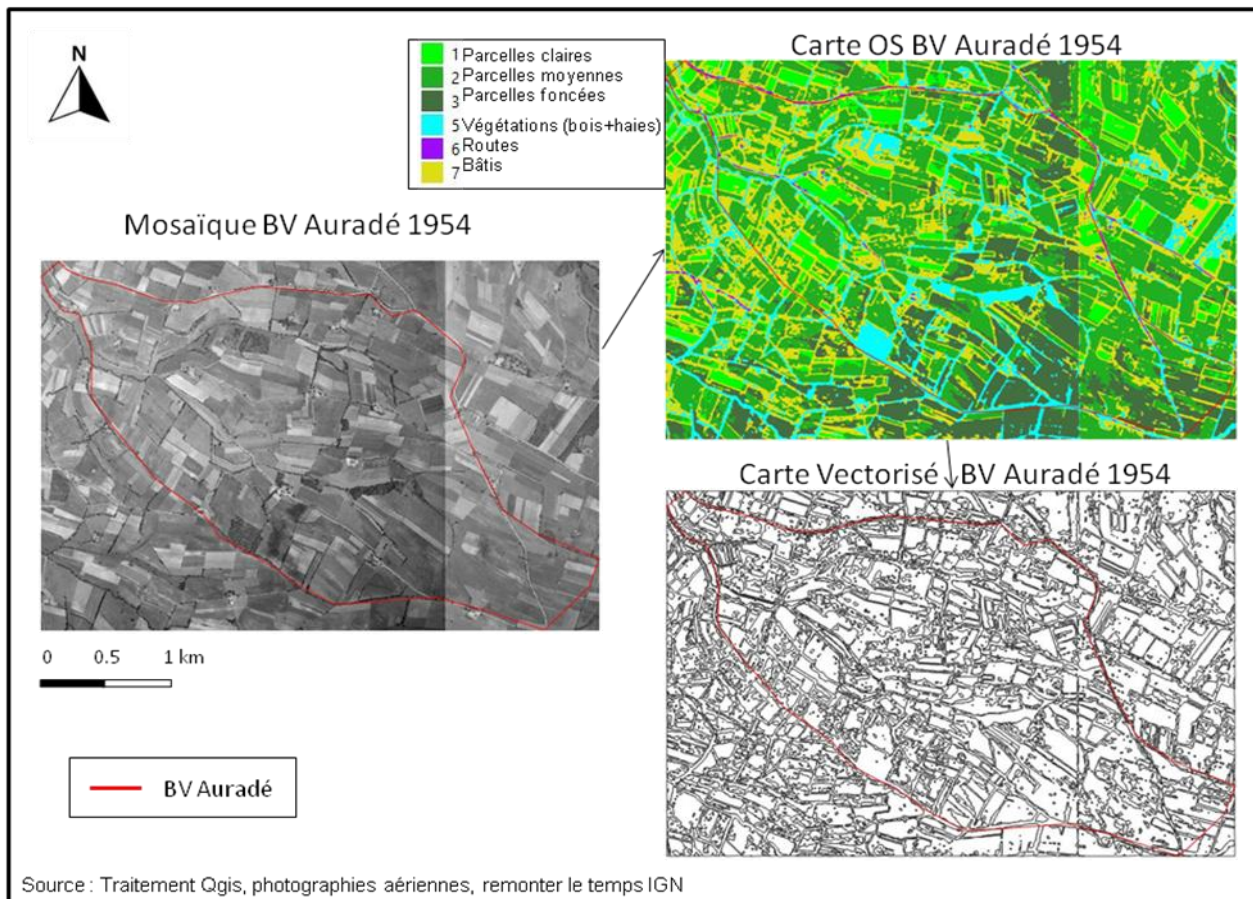 N
1 Parcelles claires
2 Parcelles moyennes
3 Parcelles foncées
5 Végétations (bois+haies)
6 Routes
7 Bâtis
Carte OS BV Auradé 1954
Mosaïque BV Auradé 1954
Carte Vectorisé BV Auradé 1954
0 0.5 1 km
BV Auradé
Source : Traitement Qgis, photographies aériennes, remonter le temps IGN